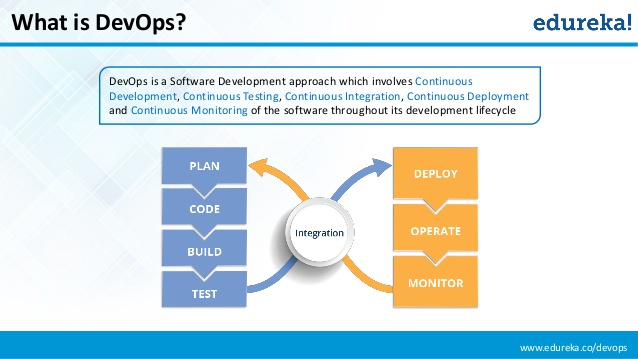 What is DevOps?
edureka!
DevOps is a Software Development approach which involves Continuous
Development, Continuous Testing, Continuous Integration, Continuous Deployment
and Continuous Monitoring of the software throughout its development lifecycle
PLAN
CODE
BUILD
TEST
Integration
DEPLOY
OPERATE
MONITOR
www.edureka.co/devops